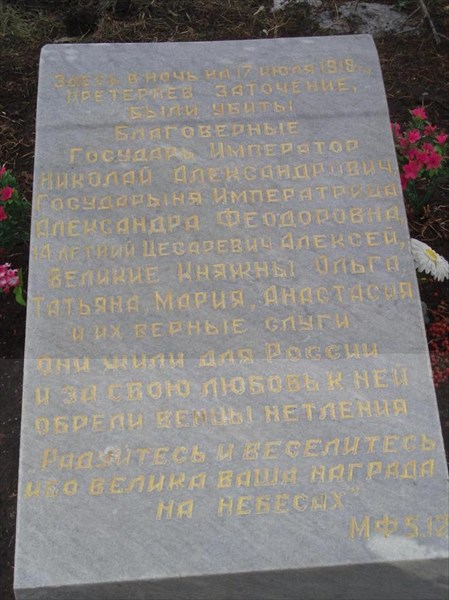 Здесь в ночь на 17 июля 1918 г.
претерпев заточение,
были убиты
Благоверные
Государь Император
Николай Александрович,
Государыня Императрица
Александра Феодоровна,
14 летний Цесаревич Алексей,
Великие Княжны Ольга,
Татьяна, Мария, Анастасия
и их верные слуги
они жили для России
и за свою любовь к ней
обрели венцы нетления
"Радуйтесь и веселитесь
ибо велика ваша награда
на небесах"
МФ 5.12